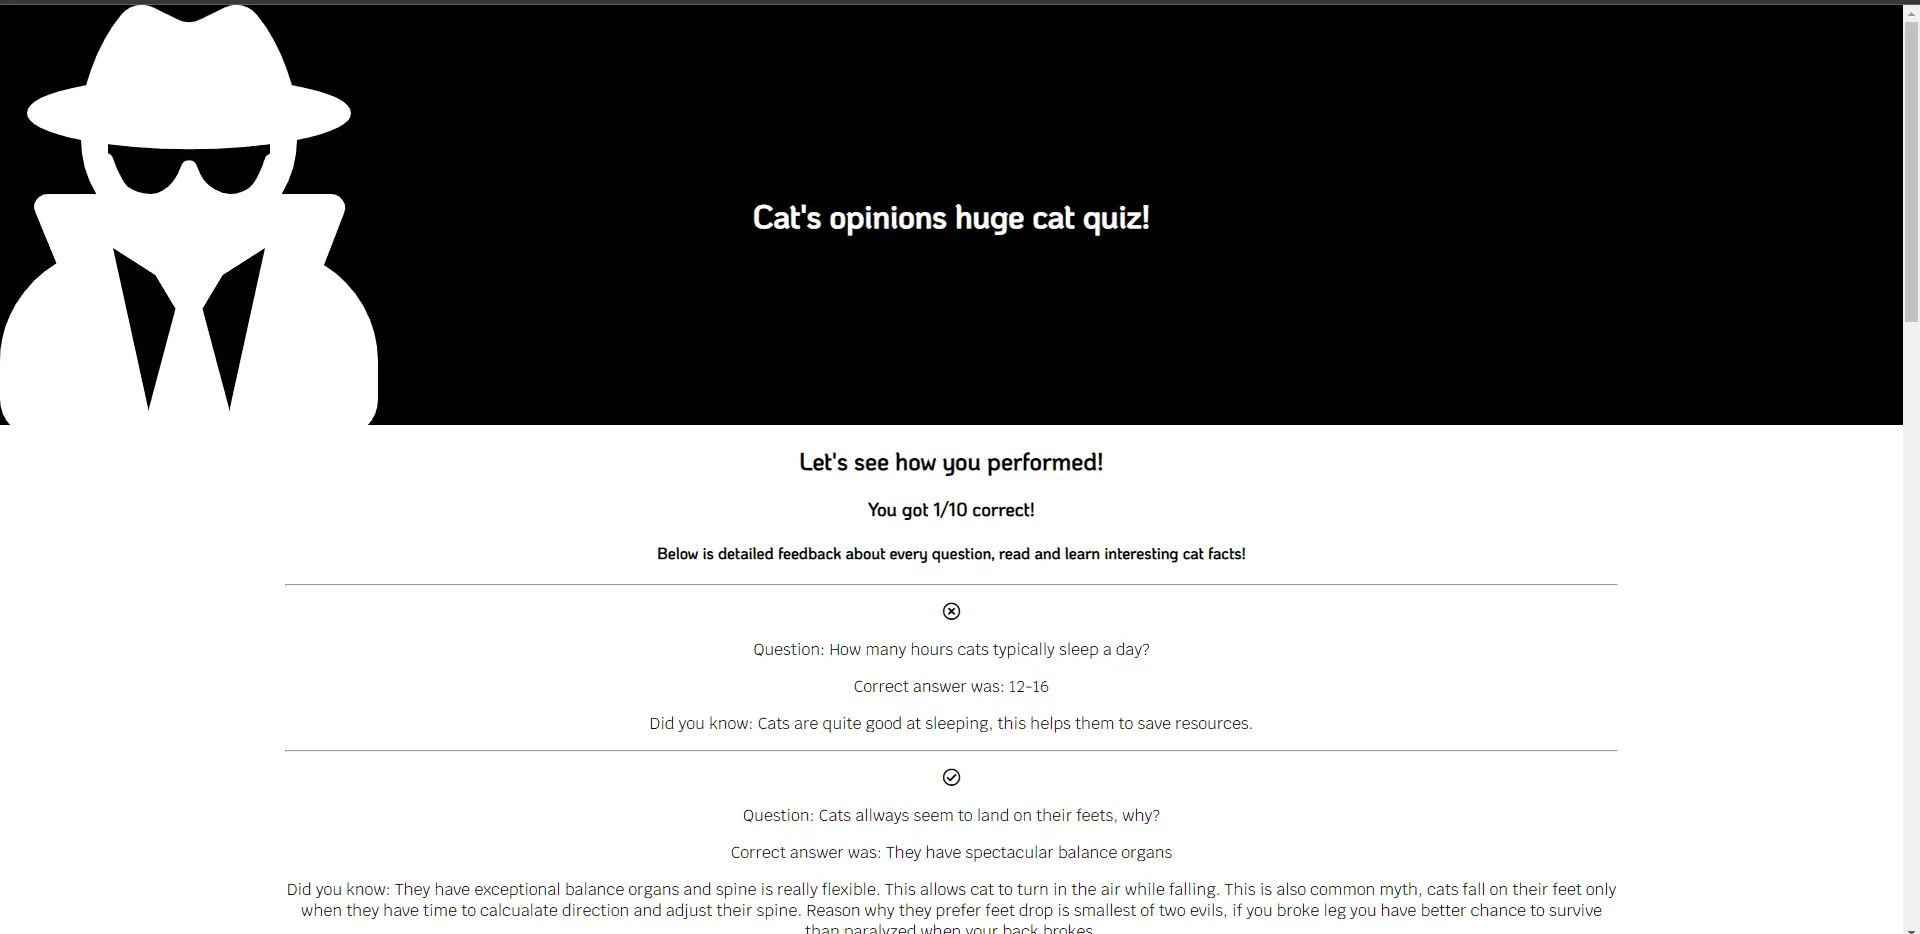 Cat's opinions huge cat quiz!
Let's see how you performed!
You got 1/10 correct!
Below is detailed feedback about every question, read and learn interesting cat facts!
Question: How many hours cats typically sleep a day?
Correct answer was: 12-16
Did you know: Cats are quite good at sleeping, this helps them to save resources.
Question: Cats allways seem to land on their feets, why?
Correct answer was: They have spectacular balance organs
Did you know: They have exceptional balance organs and spine is really flexible. This allows cat to turn in the air while falling. This is also common myth, cats fall on their feet only
when they have time to calcualate direction and adjust their spine. Reason why they prefer feet drop is smallest of two evils, if you broke leg you have better chance to survive
than paralyzed when your back brokes.